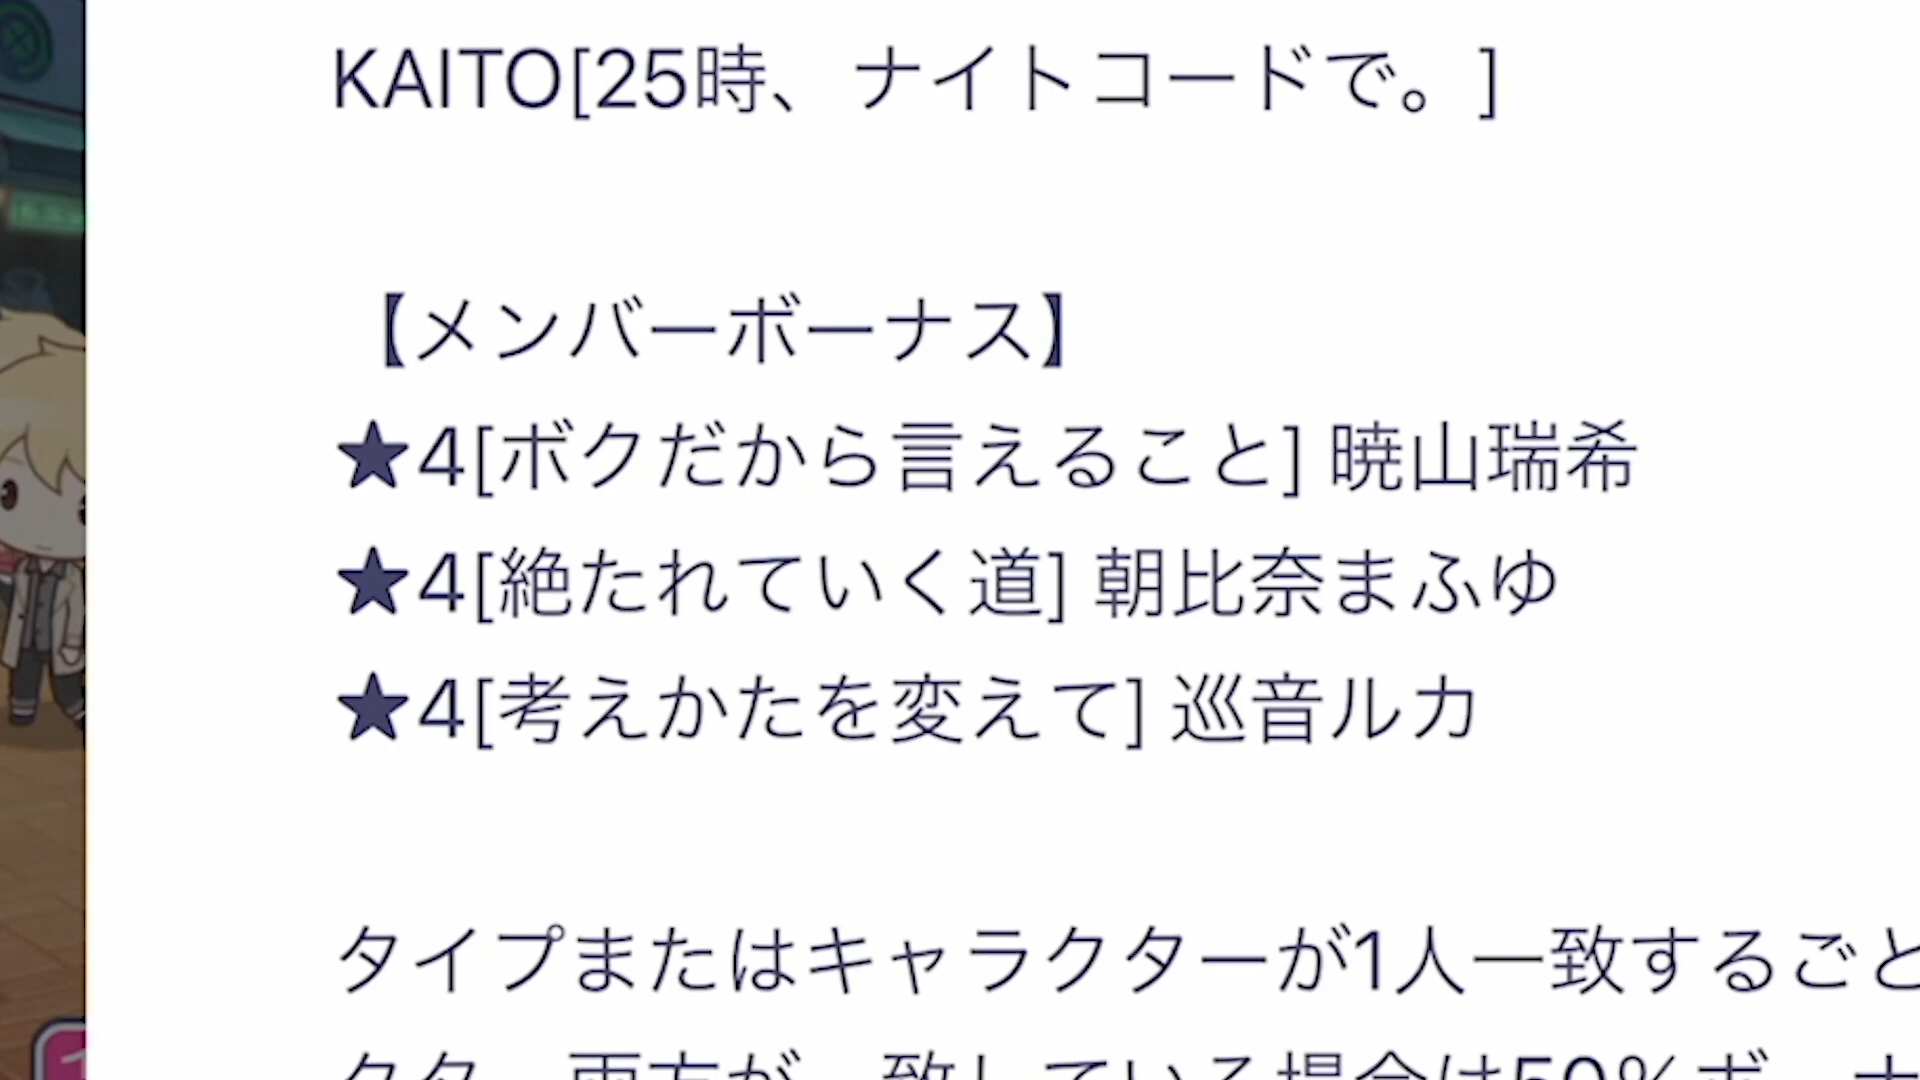 KAITO[25時、ナイトコードで。]
【メンバーボーナス】
★4[ボクだから言えること] 暁山瑞希
★4[絶たれていく道] 朝比奈まふゆ
★4[考えかたを変えて] 巡音ルカ
タイプまたはキャラクターが1人一致するごと